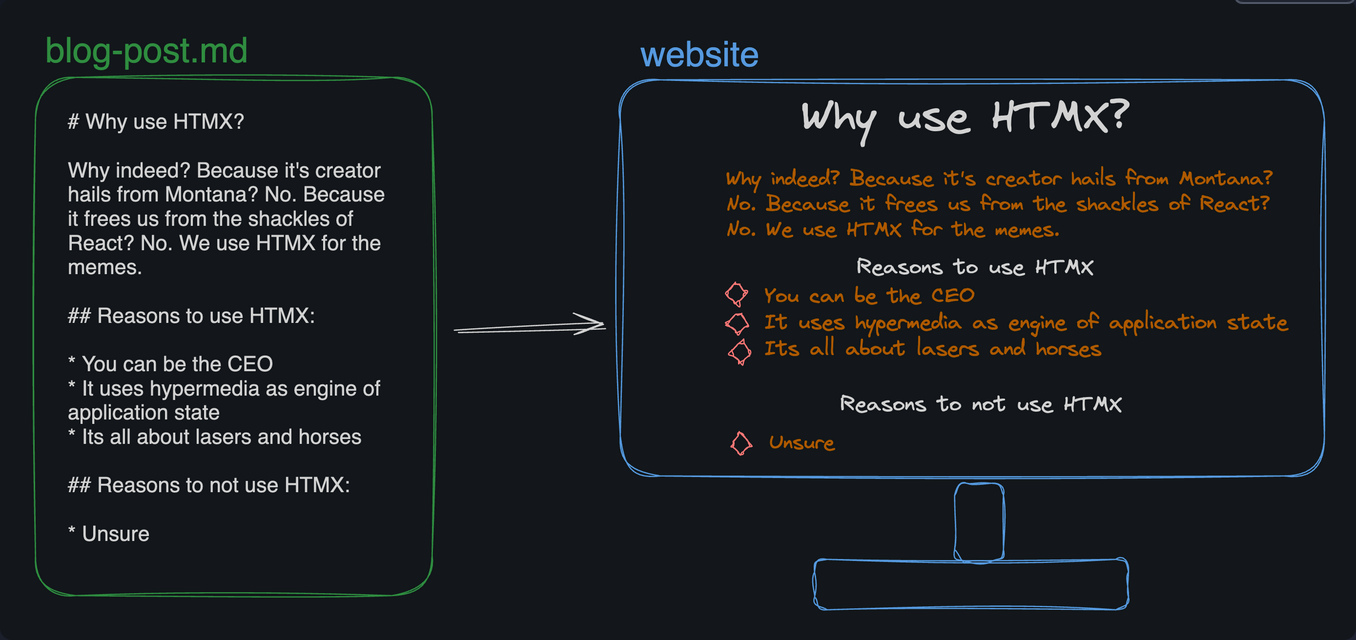 blog-post.md
# Why use HTMX?
Why indeed? Because it's creator
hails from Montana? No. Because
it frees us from the shackles of
React? No. We use HTMX for the
memes.
## Reasons to use HTMX:
* You can be the CEO
* It uses hypermedia as engine of
application state
* Its all about lasers and horses
## Reasons to not use HTMX:
* Unsure
website
Why use HTMX?
Why indeed? Because it's creator hails from Montana?
No. Because it frees us from the shackles of React?
No. We use HTMX for the memes.
Reasons to use HTMX
You can be the CEO
It uses hypermedia as engine of application state
Its all about lasers and horses
Reasons to not use HTMX
Unsure